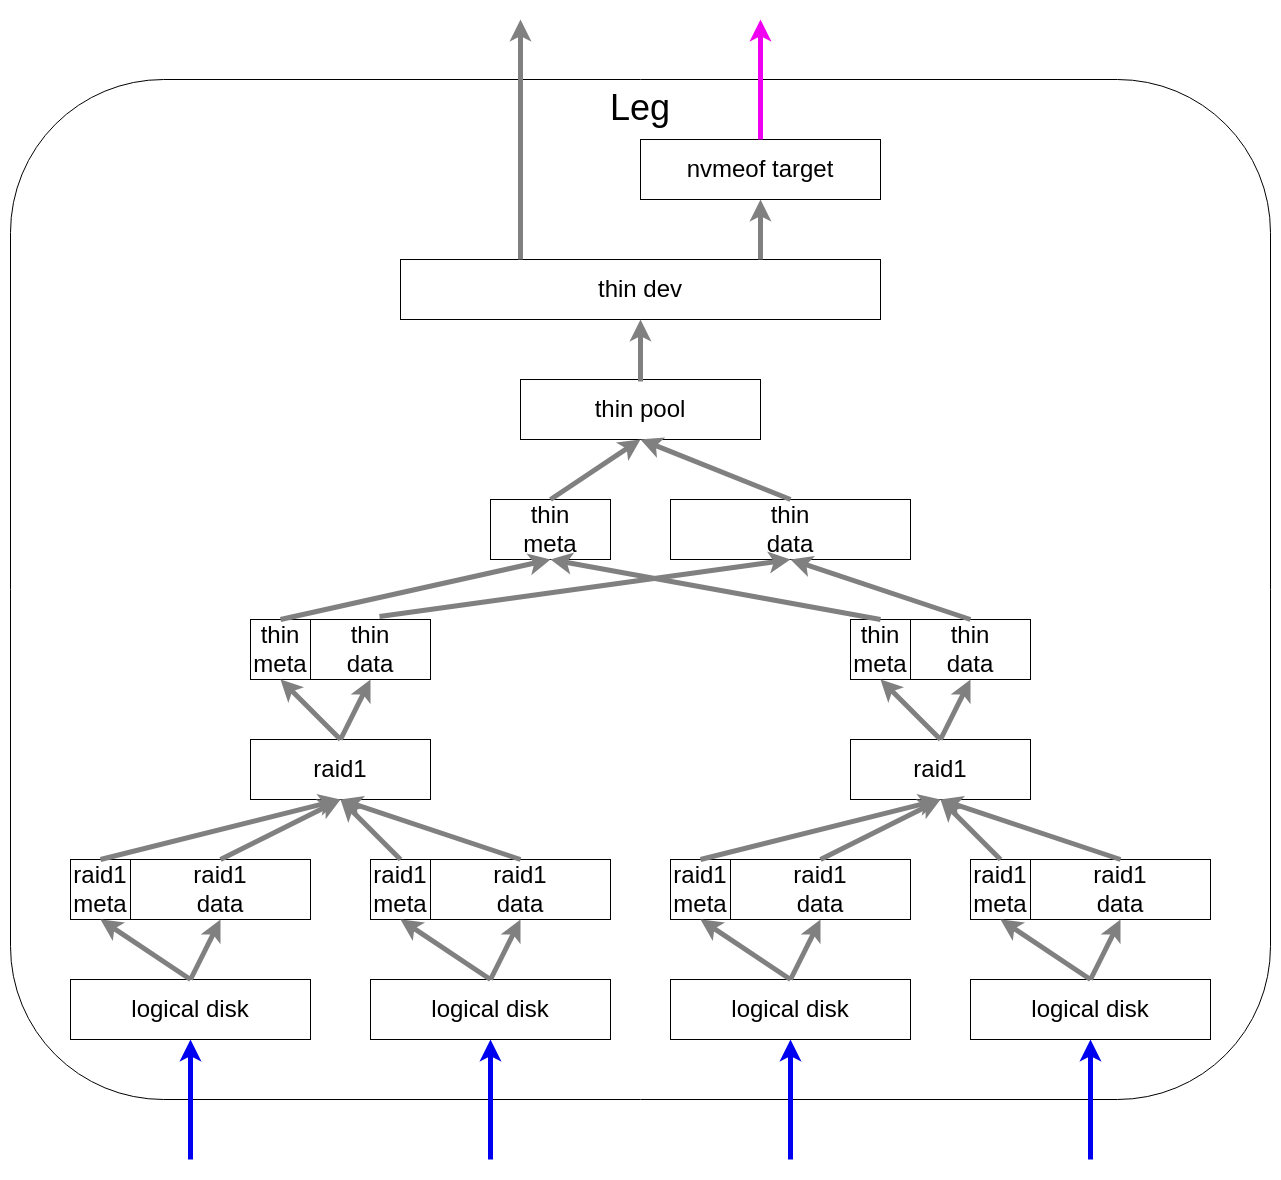 Leg
nvmeof target
thin dev
thin pool
thin
meta
thin
data
thin
meta
thin
data
thin
meta
thin
data
raid1
raid1
raid1
meta
raid1
data
raid1
meta
raid1
data
raid1
meta
raid1
data
raid1
meta
raid1
data
logical disk
logical disk
logical disk
logical disk